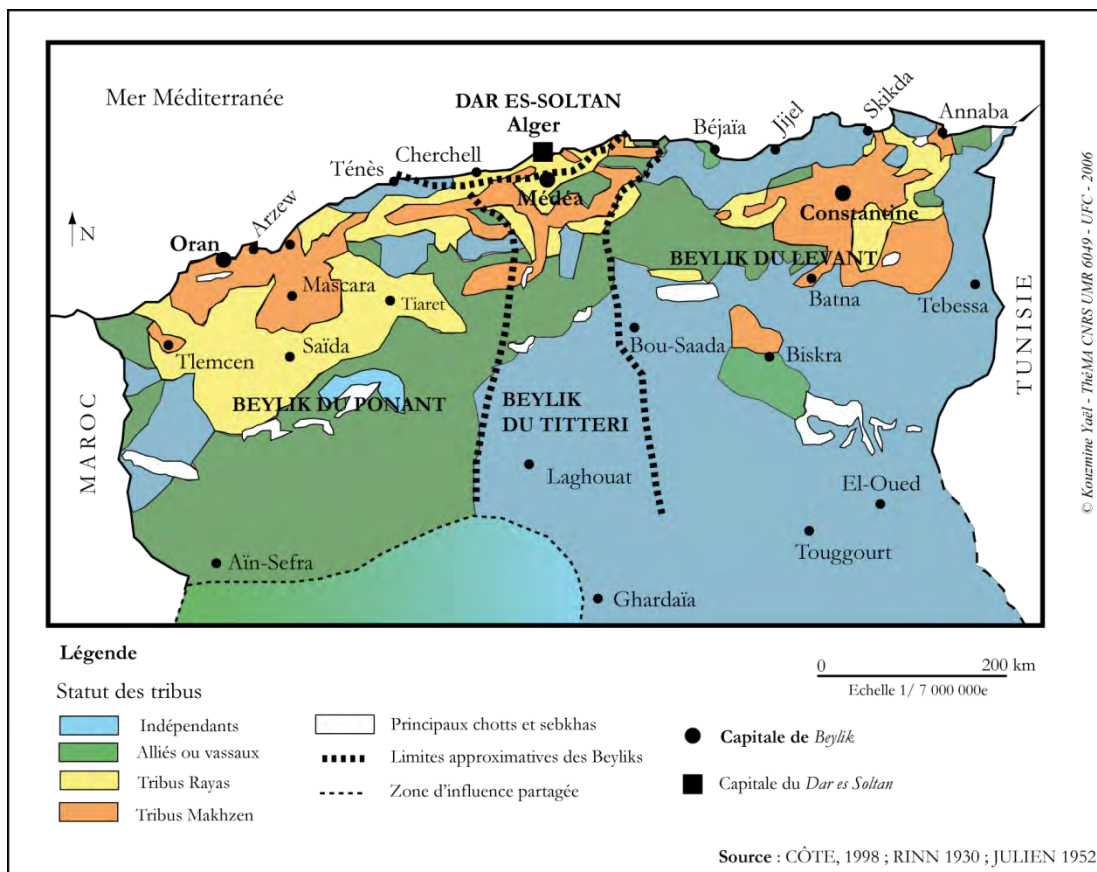 Mer Méditerranée
DAR ES-SOLTAN
Alger
Skikda
Jijel
Annaba
Béjaïa
Cherchell
Ténès
Médéa
Constantine
Arzew
Oran
BEYLIK DU LEVANT
Mascara
Tiaret
Batna
Tebessa
Tlemcen
Saïda
Bou-Saada
Biskra
BEYLIK DU PONANT
BEYLIK
DU TITTERI
MAROC
TUNISIE
N
Laghouat
El-Oued
Touggourt
Aïn-Sefra
Ghardaïa
© Kouzmine Yaël - ThéMA CNRS UMR 6049 - UFC - 2006
Légende
Statut des tribus
Indépendants
Alliés ou vassaux
Tribus Rayas
Tribus Makhzen
Principaux chotts et sebkhas
Limites approximatives des Beyliks
Zone d'influence partagée
0 200 km
Echelle 1/ 7 000 000e
Capitale de Beylik
Capitale du Dar es Soltan
Source : CÔTE, 1998 ; RINN 1930 ; JULIEN 1952